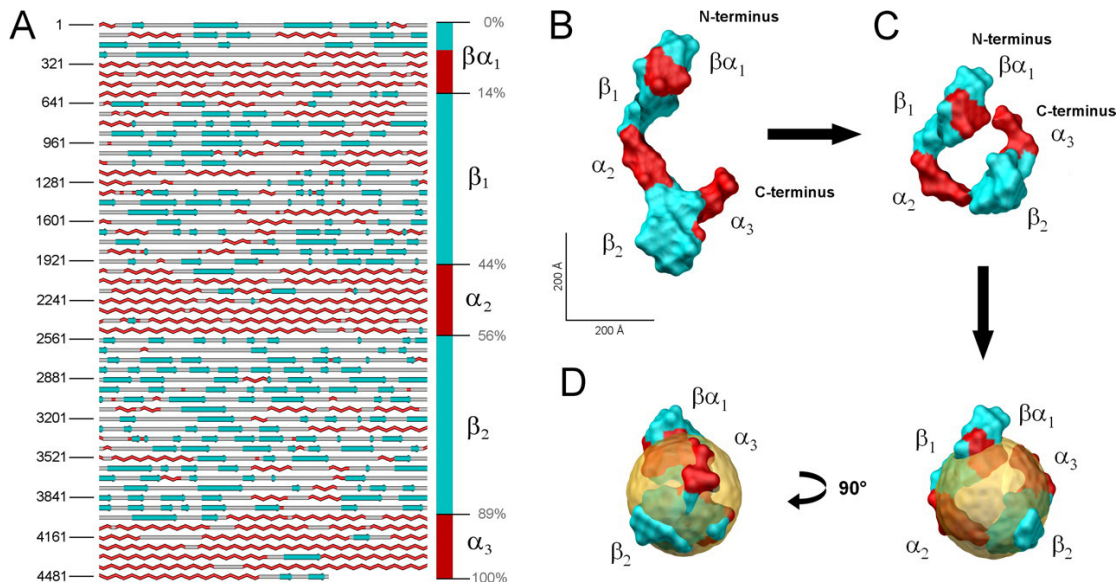 A
1
321
641
961
1281
1601
1921
2241
2561
2881
3201
3521
3841
4161
4481
0%
βα1
14%
β1
44%
α2
56%
β2
89%
α3
100%
B
N-terminus
βα1
β1
α2
C-terminus
α3
β2
200 Å
200 Å
C
N-terminus
βα1
β1
C-terminus
α3
α2
β2
D
βα1
α3
β2
90°
βα1
β1
α3
α2
β2